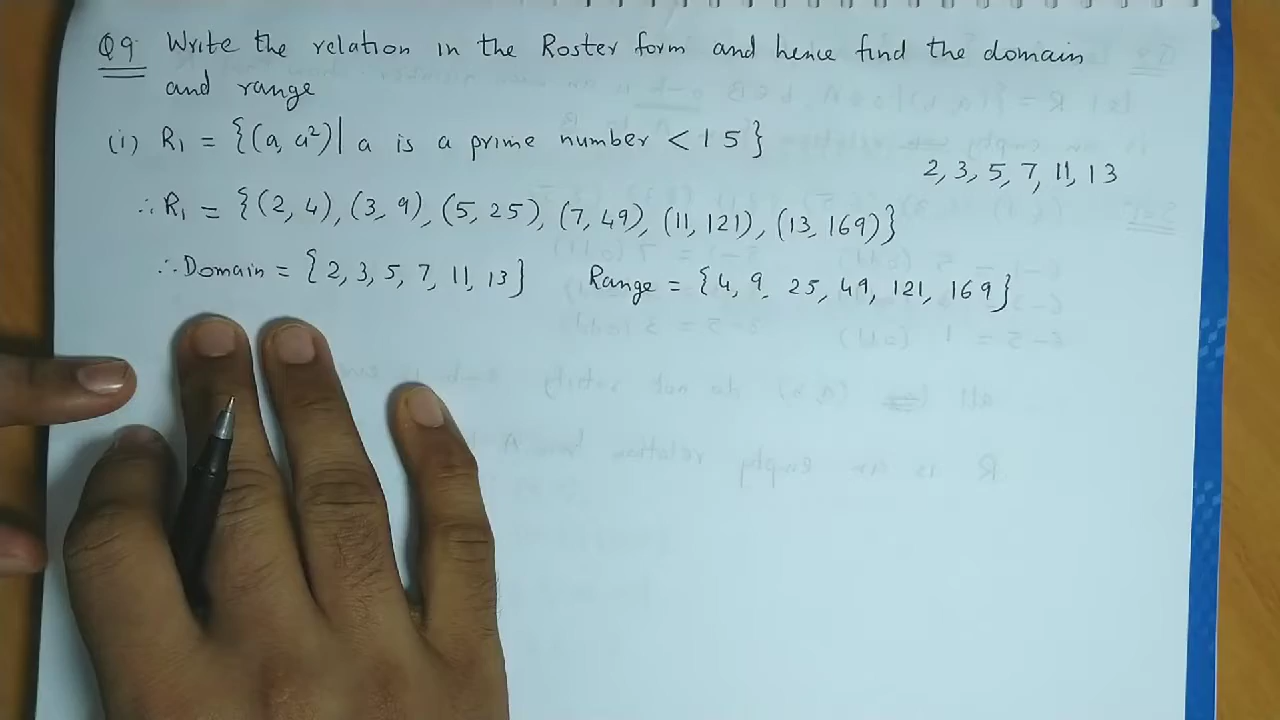 Q9. Write the relation in the Roster form and hence find the domain
and range
(i) R₁ = {(a, a²)| a is a prime number < 15}
2, 3, 5, 7, 11, 13
∴ R₁ = {(2, 4), (3, 9), (5, 25), (7, 49), (11, 121), (13, 169)}
∴ Domain = {2, 3, 5, 7, 11, 13} Range = {4, 9, 25, 49, 121, 169}